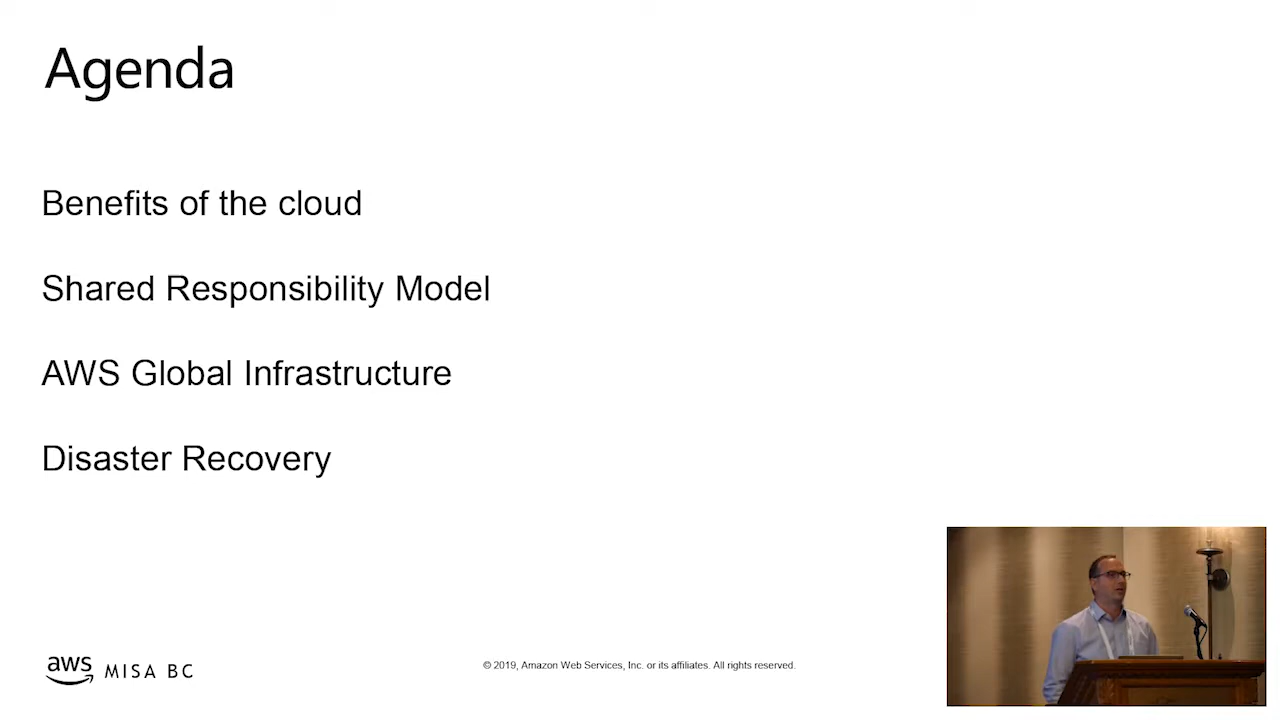 Agenda
Benefits of the cloud
Shared Responsibility Model
AWS Global Infrastructure
Disaster Recovery
aws MISA BC
© 2019, Amazon Web Services, Inc. or its affiliates. All rights reserved.